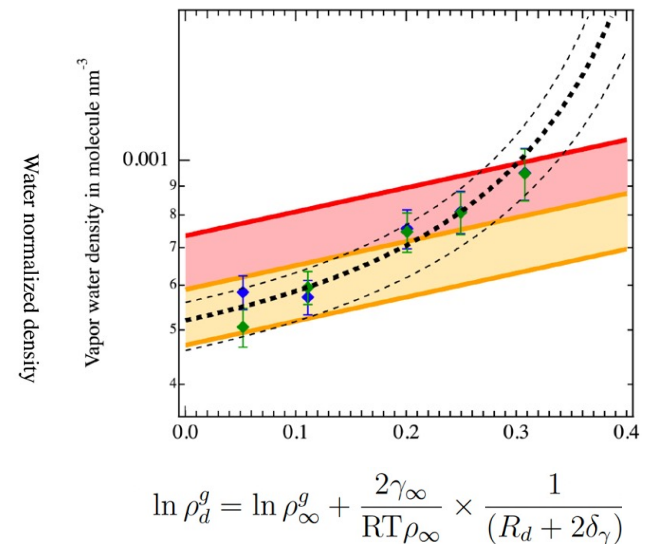 Water normalized density
Vapor water density in molecule nm⁻³
0.001
9
8
7
6
5
4
0.0 0.1 0.2 0.3 0.4
ln ρ_d^g = ln ρ_∞^g + 2γ_∞ / RTρ_∞ × 1 / (R_d + 2δ_γ)